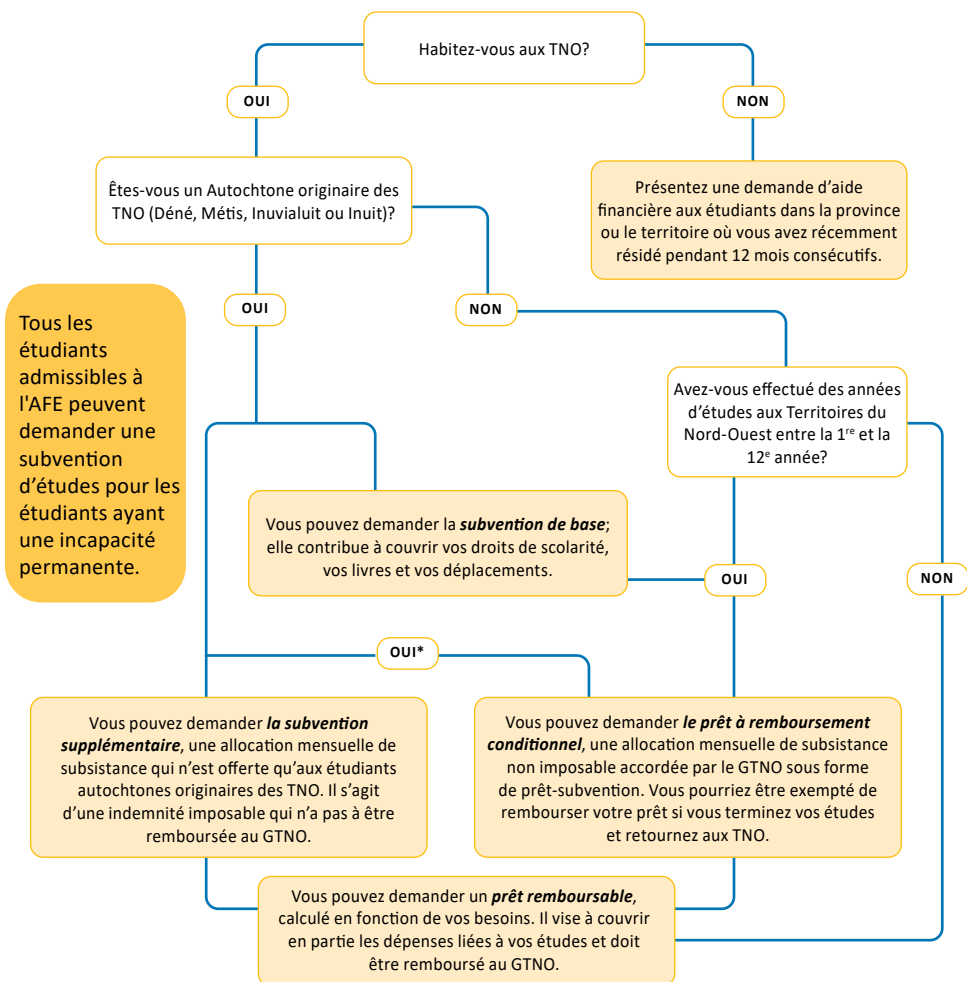 Habitez-vous aux TNO?
OUI
NON
Êtes-vous un Autochtone originaire des
TNO (Déné, Métis, Inuvialuit ou Inuit)?
Présentez une demande d’aide
financière aux étudiants dans la province
ou le territoire où vous avez récemment
résidé pendant 12 mois consécutifs.
OUI
NON
Tous les
étudiants
admissibles à
l'AFE peuvent
demander une
subvention
d’études pour les
étudiants ayant
une incapacité
permanente.
Avez-vous effectué des années
d’études aux Territoires du
Nord-Ouest entre la 1re et la
12e année?
Vous pouvez demander la subvention de base;
elle contribue à couvrir vos droits de scolarité,
vos livres et vos déplacements.
OUI
NON
OUI*
Vous pouvez demander la subvention
supplémentaire, une allocation mensuelle de
subsistance qui n’est offerte qu’aux étudiants
autochtones originaires des TNO. Il s’agit
d’une indemnité imposable qui n’a pas à être
remboursée au GTNO.
Vous pouvez demander le prêt à remboursement
conditionnel, une allocation mensuelle de subsistance
non imposable accordée par le GTNO sous forme
de prêt-subvention. Vous pourriez être exempté de
rembourser votre prêt si vous terminez vos études
et retournez aux TNO.
Vous pouvez demander un prêt remboursable,
calculé en fonction de vos besoins. Il vise à couvrir
en partie les dépenses liées à vos études et doit
être remboursé au GTNO.